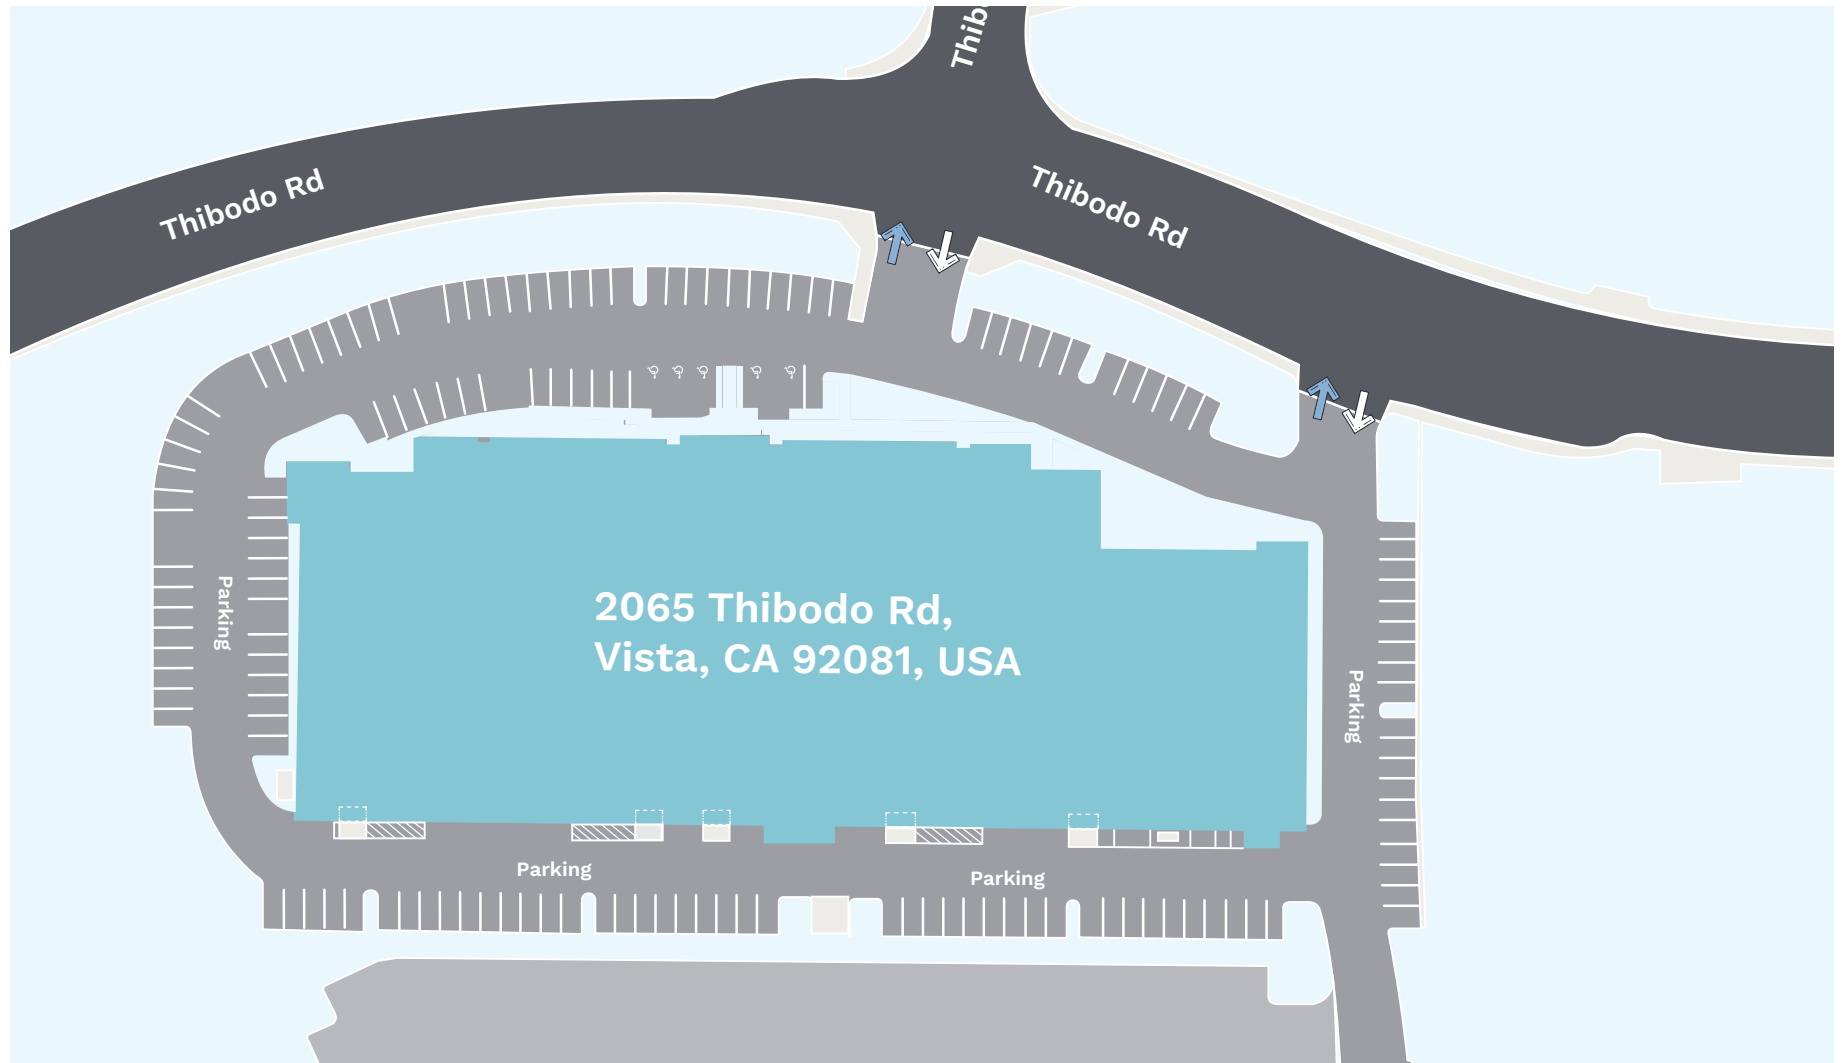 Thib
Thibodo Rd
Thibodo Rd
Parking
2065 Thibodo Rd,
Vista, CA 92081, USA
Parking
Parking
Parking